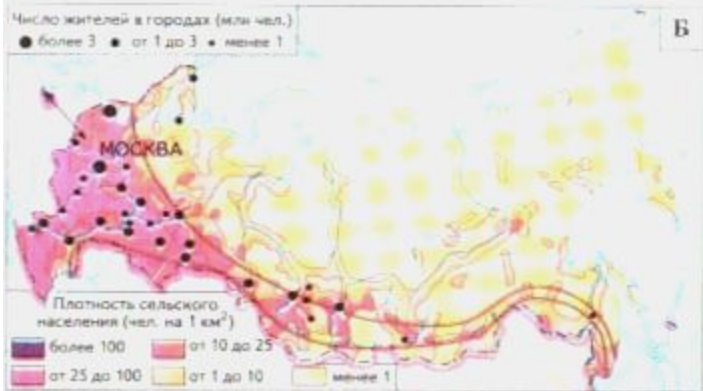 Число жителей в городах (млн чел.)
более 3 от 1 до 3 менее 1
Б
МОСКВА
Плотность сельского
населения (чел. на 1 км²)
более 100 от 10 до 25
от 25 до 100 от 1 до 10 менее 1